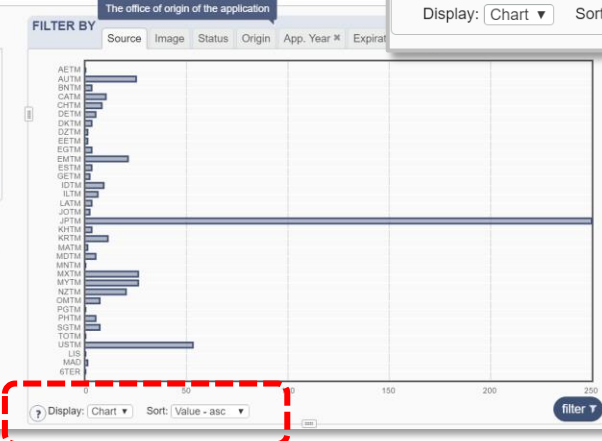 The office of origin of the application
Display: Chart ▼ Sort
FILTER BY
Source Image Status Origin App. Year ✖ Expirat
AETM
AUTM
BNTM
CATM
CHTM
DETM
DKTM
DZTM
EETM
EGTM
EMTM
ESTM
GETM
IDTM
ILTM
LATM
JOTM
JPTM
KHTM
KRTM
MATM
MDTM
MNTM
MXTM
MYTM
NZTM
OMTM
PGTM
PHTM
SGTM
TOTM
USTM
LIS
MAD
6TER
0 50 150 200 250
? Display: Chart ▼ Sort: Value - asc ▼
filter